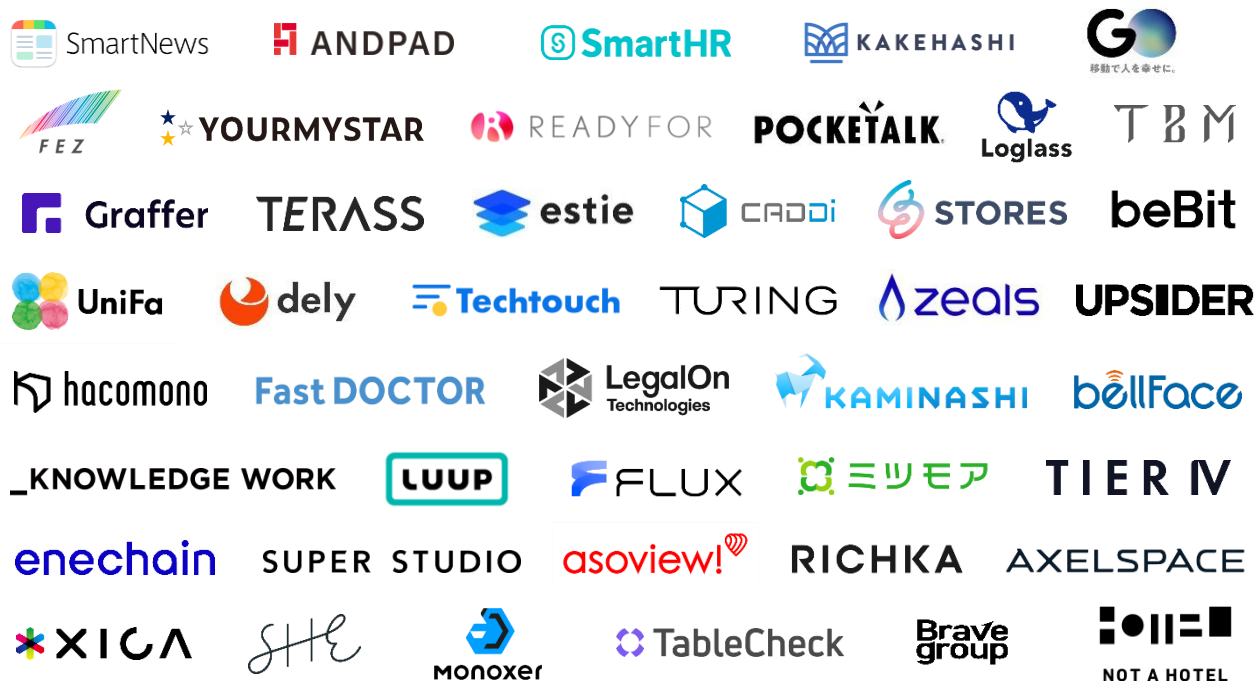 SmartNews
ANDPAD
SmartHR
KAKEHASHI
GO
移動で人を幸せに。
FEZ
YOURMYSTAR
READYFOR
POCKETALK
Loglass
TBM
Graffer
TERASS
estie
CADDi
STORES
beBit
UniFa
dely
Techtouch
TURING
zeals
UPSIDER
hacomono
Fast DOCTOR
LegalOn
Technologies
KAMINASHI
bellFace
_KNOWLEDGE WORK
LUUP
FLUX
ミツモア
TIER IV
enechain
SUPER STUDIO
asoview!
RICHKA
AXELSPACE
XICA
SHE
MONOXER
TableCheck
Brave
group
NOT A HOTEL